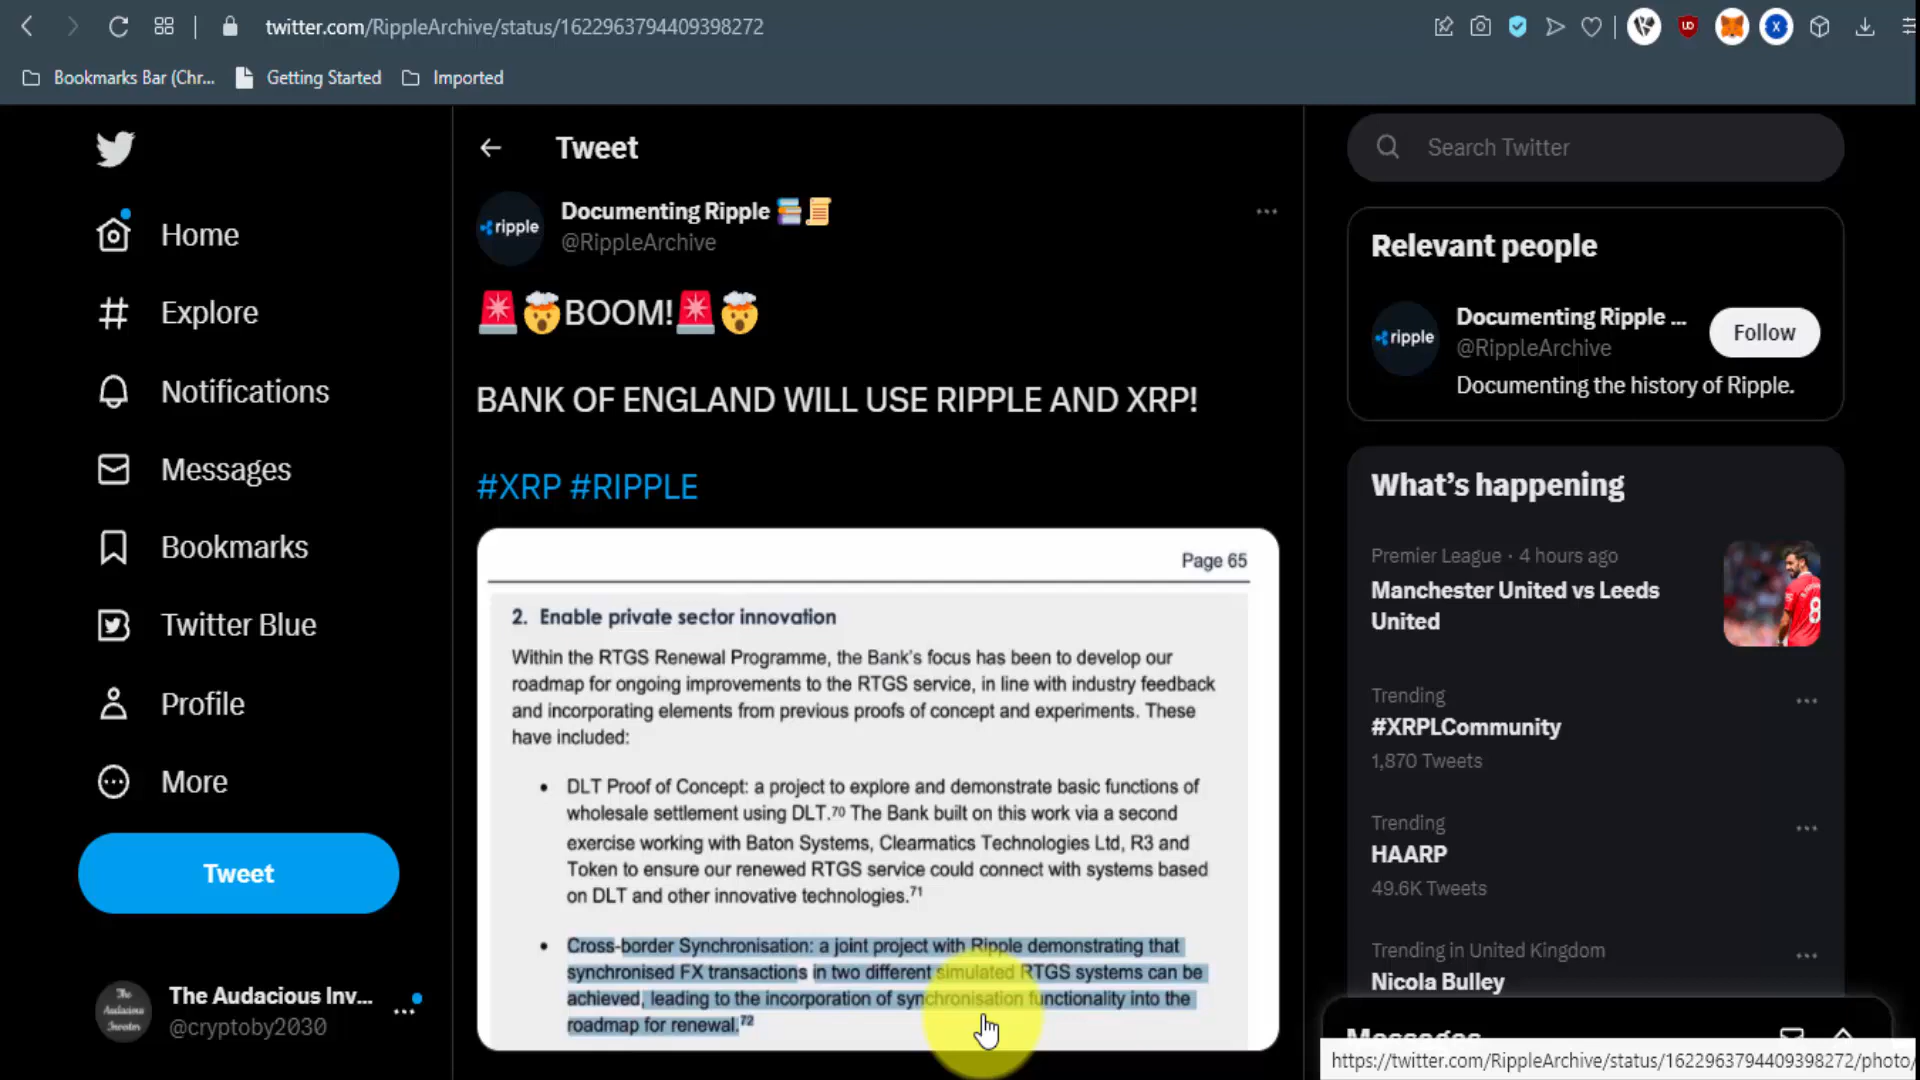 twitter.com/RippleArchive/status/1622963794409398272
Bookmarks Bar (Chr...
Getting Started
Imported
Home
Explore
Notifications
Messages
Bookmarks
Twitter Blue
Profile
More
Tweet
The Audacious Inv...
@cryptoby2030
The
Audacious
Investor
Tweet
ripple
Documenting Ripple
@RippleArchive
BOOM!
BANK OF ENGLAND WILL USE RIPPLE AND XRP!
#XRP #RIPPLE
Page 65
2. Enable private sector innovation
Within the RTGS Renewal Programme, the Bank's focus has been to develop our
roadmap for ongoing improvements to the RTGS service, in line with industry feedback
and incorporating elements from previous proofs of concept and experiments. These
have included:
• DLT Proof of Concept: a project to explore and demonstrate basic functions of
wholesale settlement using DLT.70 The Bank built on this work via a second
exercise working with Baton Systems, Clearmatics Technologies Ltd, R3 and
Token to ensure our renewed RTGS service could connect with systems based
on DLT and other innovative technologies.71
• Cross-border Synchronisation: a joint project with Ripple demonstrating that
synchronised FX transactions in two different simulated RTGS systems can be
achieved, leading to the incorporation of synchronisation functionality into the
roadmap for renewal.72
Search Twitter
Relevant people
ripple
Documenting Ripple ...
@RippleArchive
Follow
Documenting the history of Ripple.
What's happening
Premier League · 4 hours ago
Manchester United vs Leeds
United
8
Trending
#XRPLCommunity
1,870 Tweets
Trending
HAARP
49.6K Tweets
Trending in United Kingdom
Nicola Bulley
Messages
https://twitter.com/RippleArchive/status/1622963794409398272/photo/